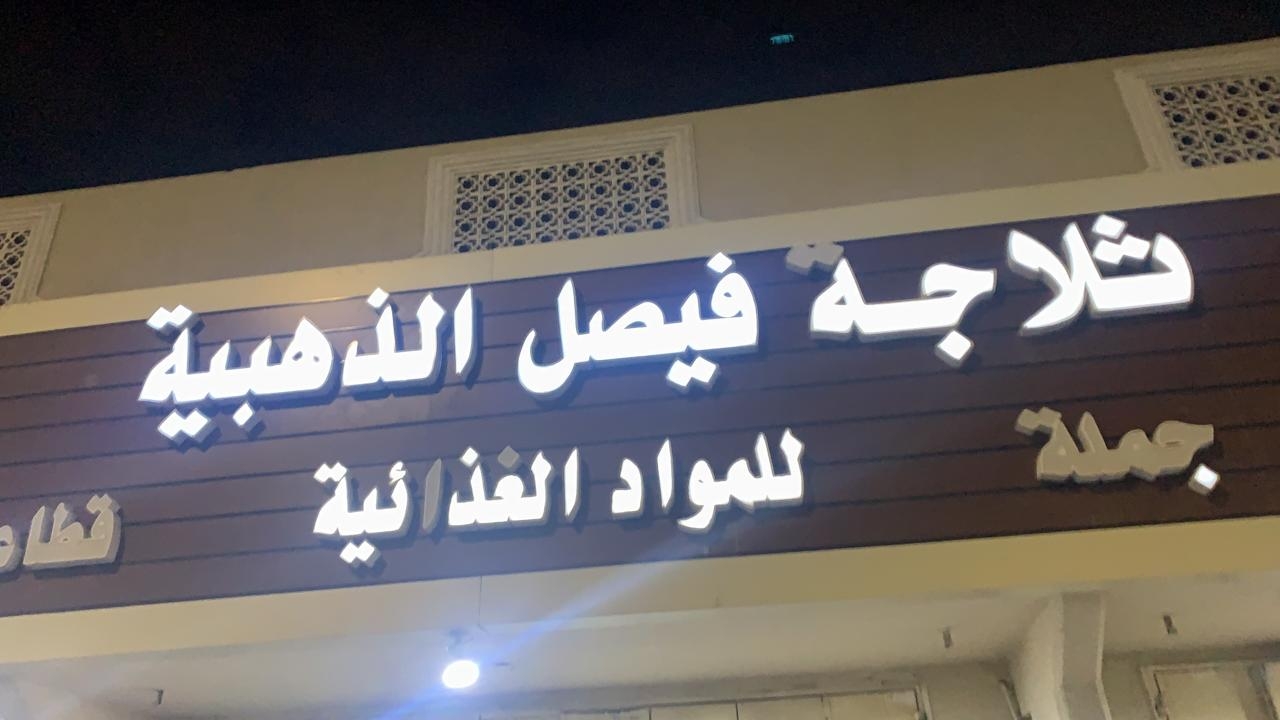 ثلاجة فيصل الذهبية
جملة للمواد الغذائية